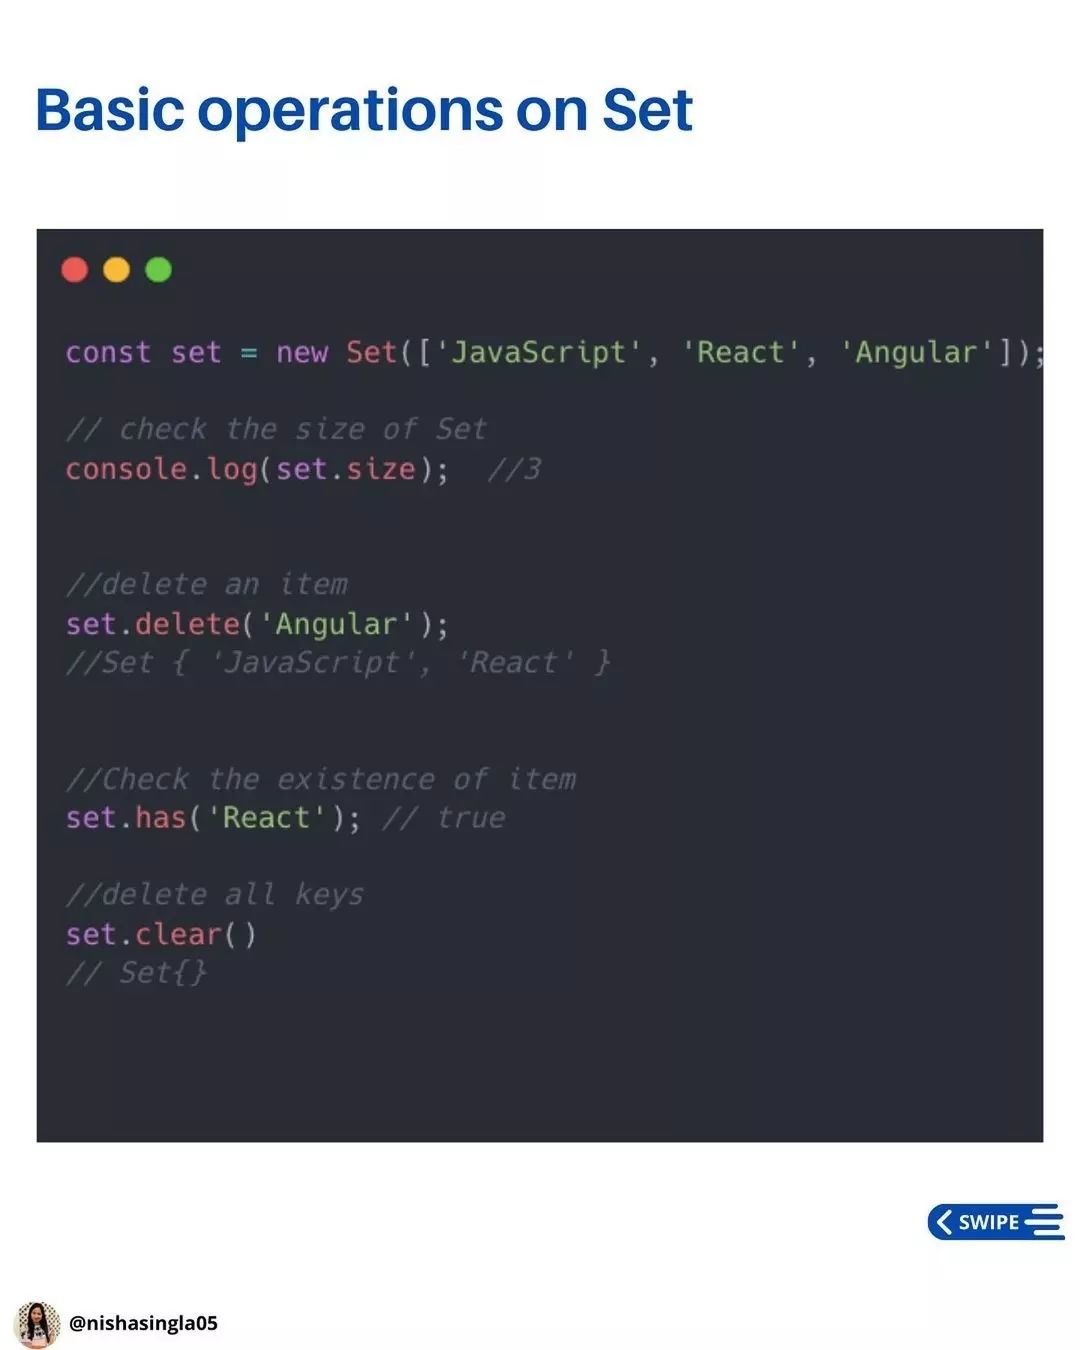 Basic operations on Set
const set = new Set(['JavaScript', 'React', 'Angular']);
// check the size of Set
console.log(set.size);  //3
//delete an item
set.delete('Angular');
//Set { 'JavaScript', 'React' }
//Check the existence of item
set.has('React'); // true
//delete all keys
set.clear()
// Set{}
SWIPE
@nishasingla05